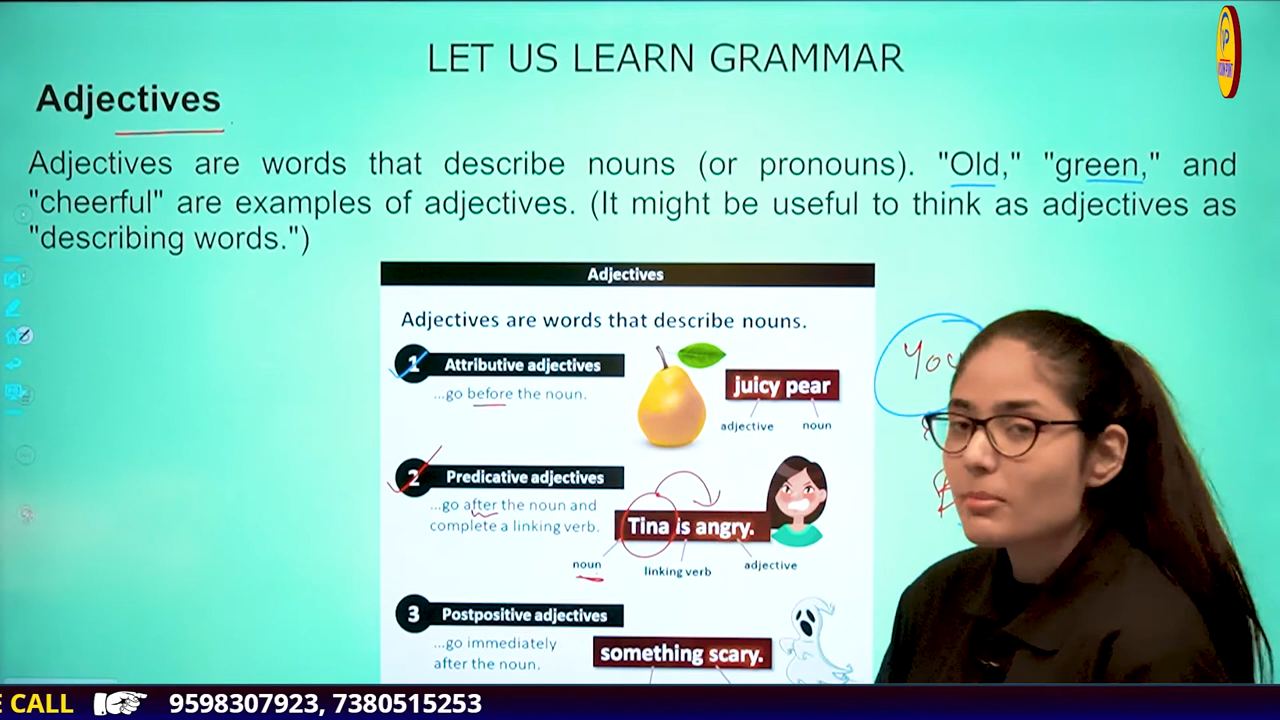 LET US LEARN GRAMMAR
Adjectives
Adjectives are words that describe nouns (or pronouns). "Old," "green," and
"cheerful" are examples of adjectives. (It might be useful to think as adjectives as
"describing words.")
Adjectives
Adjectives are words that describe nouns.
1 Attributive adjectives
...go before the noun.
juicy pear
adjective noun
2 Predicative adjectives
...go after the noun and
complete a linking verb.
Tina is angry.
noun linking verb adjective
3 Postpositive adjectives
...go immediately
after the noun.
something scary.
CALL 9598307923, 7380515253